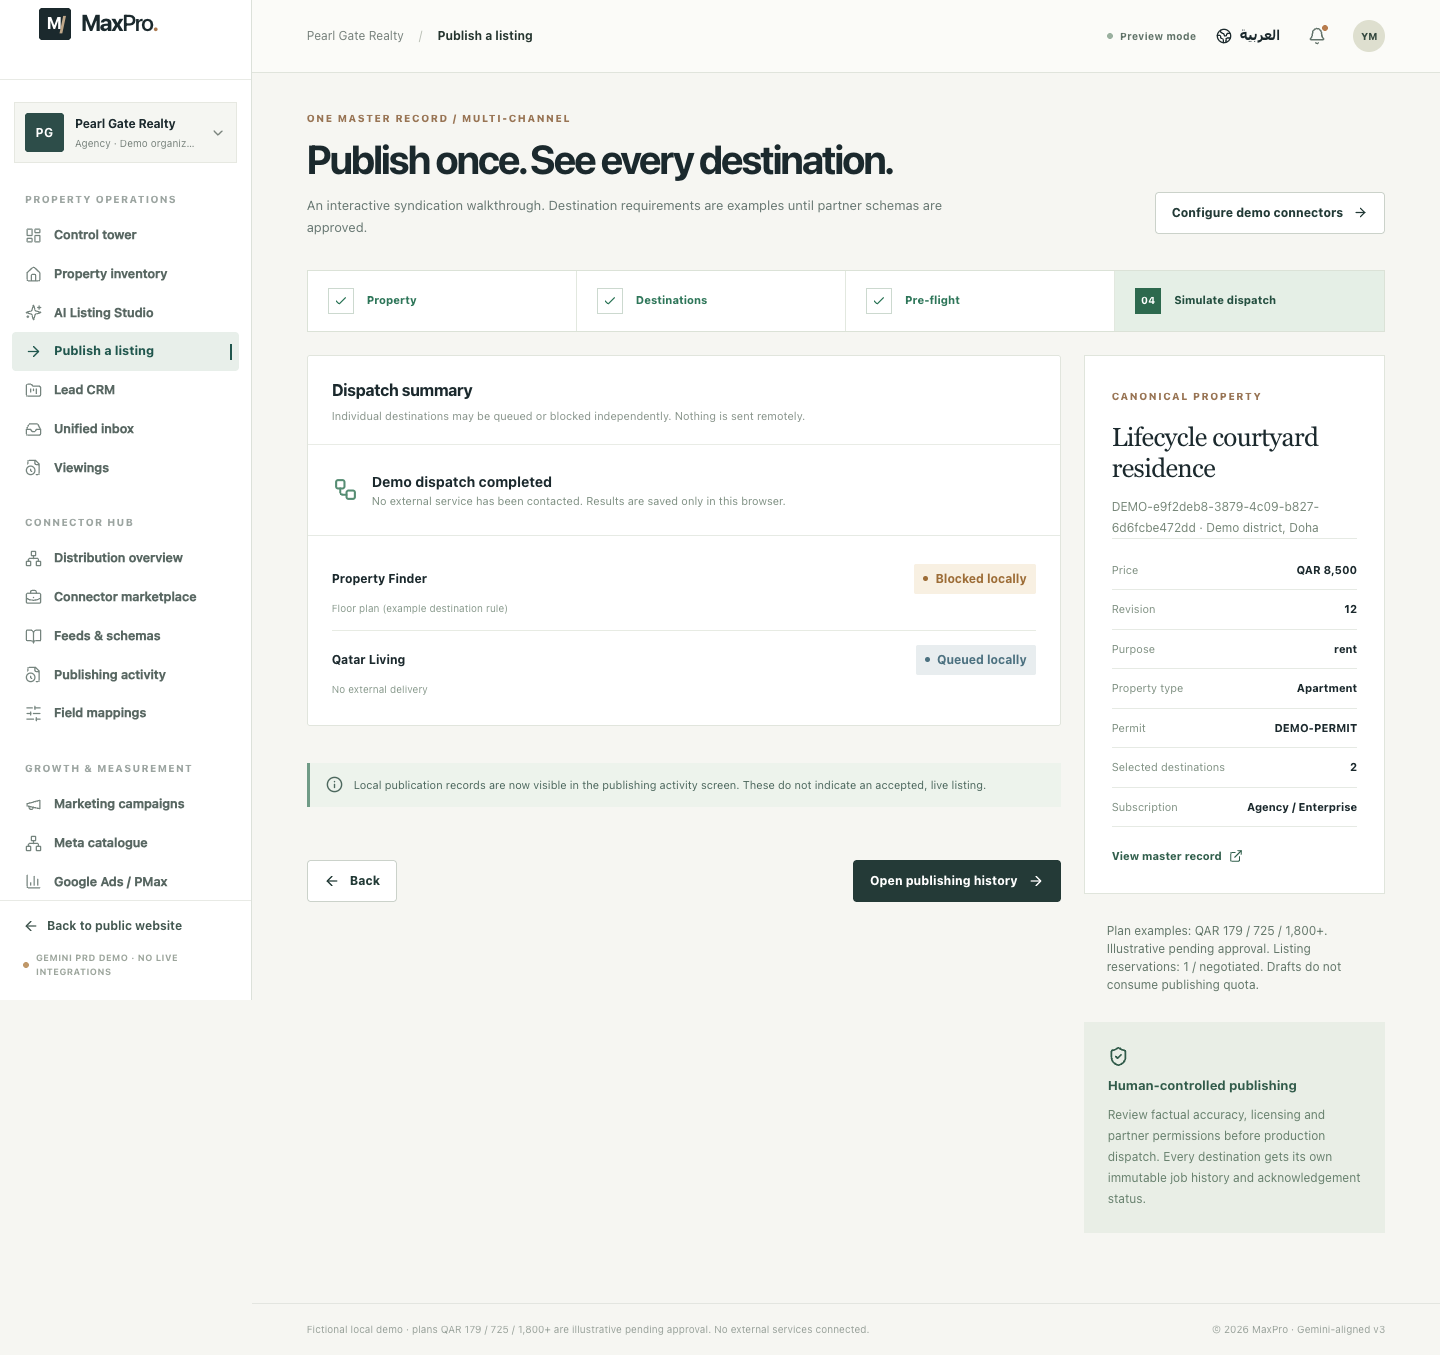 MaxPro.
PG
Pearl Gate Realty
Agency · Demo organiz...
PROPERTY OPERATIONS
Control tower
Property inventory
AI Listing Studio
Publish a listing
Lead CRM
Unified inbox
Viewings
CONNECTOR HUB
Distribution overview
Connector marketplace
Feeds & schemas
Publishing activity
Field mappings
GROWTH & MEASUREMENT
Marketing campaigns
Meta catalogue
Google Ads / PMax
Back to public website
GEMINI PRD DEMO · NO LIVE
INTEGRATIONS
Pearl Gate Realty / Publish a listing
Preview mode
العربية
YM
ONE MASTER RECORD / MULTI-CHANNEL
Publish once. See every destination.
An interactive syndication walkthrough. Destination requirements are examples until partner schemas are
approved.
Configure demo connectors
Property
Destinations
Pre-flight
04 Simulate dispatch
Dispatch summary
Individual destinations may be queued or blocked independently. Nothing is sent remotely.
Demo dispatch completed
No external service has been contacted. Results are saved only in this browser.
Property Finder
Blocked locally
Floor plan (example destination rule)
Qatar Living
Queued locally
No external delivery
Local publication records are now visible in the publishing activity screen. These do not indicate an accepted, live listing.
Back
Open publishing history
CANONICAL PROPERTY
Lifecycle courtyard
residence
DEMO-e9f2deb8-3879-4c09-b827-
6d6fcbe472dd · Demo district, Doha
Price QAR 8,500
Revision 12
Purpose rent
Property type Apartment
Permit DEMO-PERMIT
Selected destinations 2
Subscription Agency / Enterprise
View master record
Plan examples: QAR 179 / 725 / 1,800+.
Illustrative pending approval. Listing
reservations: 1 / negotiated. Drafts do not
consume publishing quota.
Human-controlled publishing
Review factual accuracy, licensing and
partner permissions before production
dispatch. Every destination gets its own
immutable job history and acknowledgement
status.
Fictional local demo · plans QAR 179 / 725 / 1,800+ are illustrative pending approval. No external services connected.
© 2026 MaxPro · Gemini-aligned v3